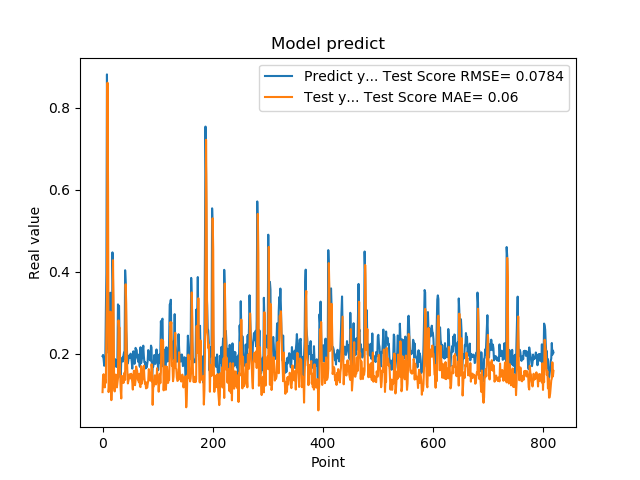 Model predict
Predict y... Test Score RMSE= 0.0784
Test y... Test Score MAE= 0.06
0.8
0.6
0.4
0.2
Real value
0 200 400 600 800
Point